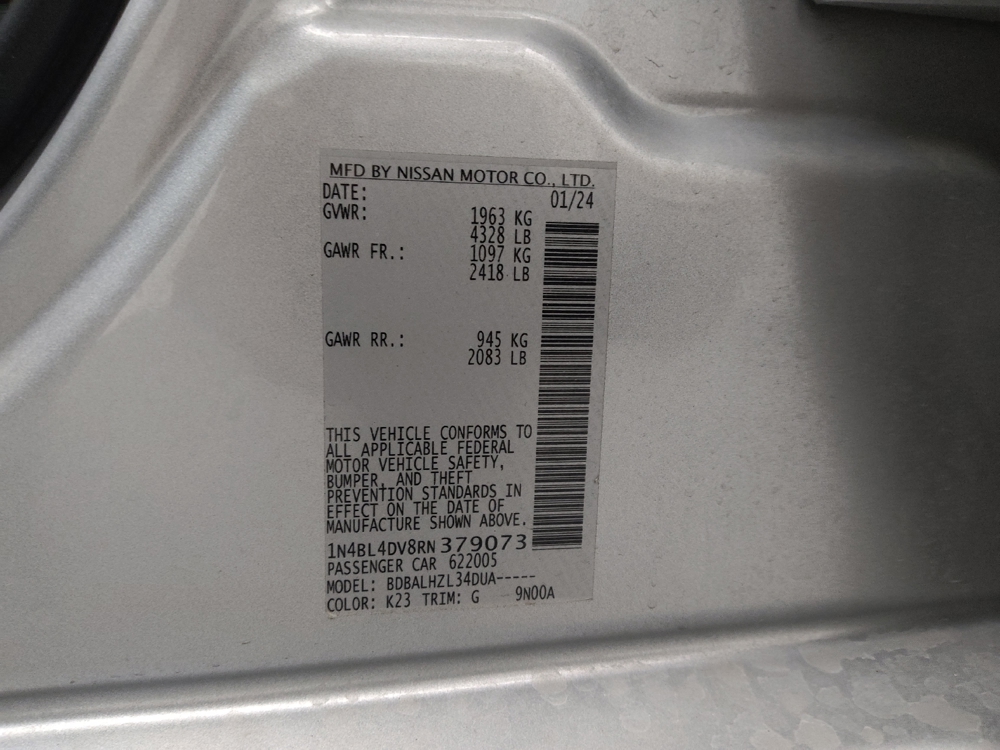 MFD BY NISSAN MOTOR CO., LTD.
DATE: 01/24
GVWR: 1963 KG
4328 LB
GAWR FR.: 1097 KG
2418 LB
GAWR RR.: 945 KG
2083 LB
THIS VEHICLE CONFORMS TO
ALL APPLICABLE FEDERAL
MOTOR VEHICLE SAFETY,
BUMPER, AND THEFT
PREVENTION STANDARDS IN
EFFECT ON THE DATE OF
MANUFACTURE SHOWN ABOVE.
1N4BL4DV8RN379073
PASSENGER CAR 622005
MODEL: BDBALHZL34DUA-----
COLOR: K23 TRIM: G 9N00A